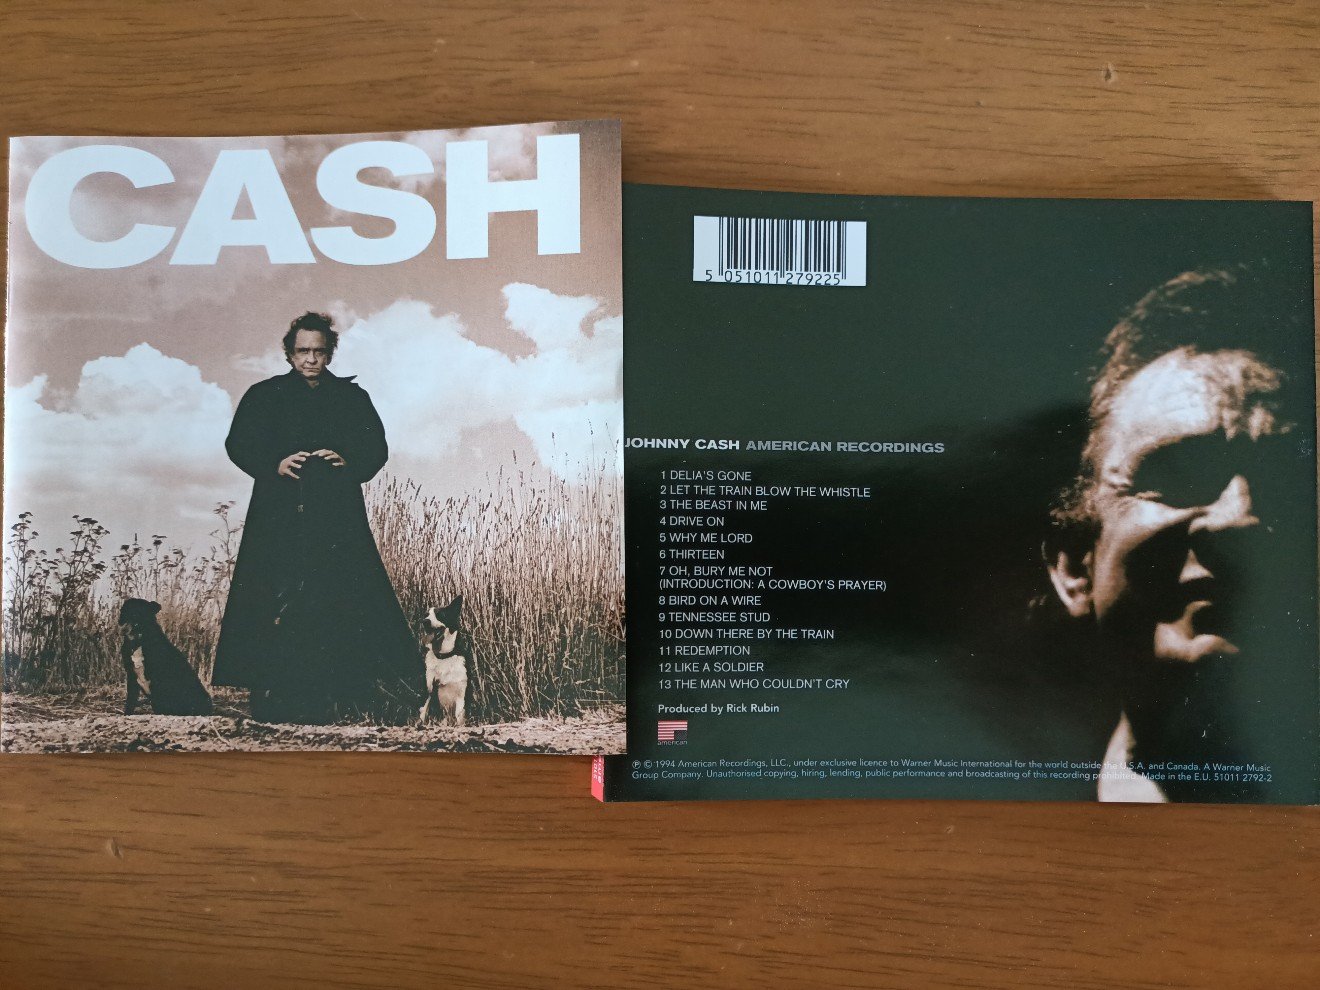 CASH
5 051011 279225
JOHNNY CASH AMERICAN RECORDINGS
1 DELIA'S GONE
2 LET THE TRAIN BLOW THE WHISTLE
3 THE BEAST IN ME
4 DRIVE ON
5 WHY ME LORD
6 THIRTEEN
7 OH, BURY ME NOT
(INTRODUCTION: A COWBOY'S PRAYER)
8 BIRD ON A WIRE
9 TENNESSEE STUD
10 DOWN THERE BY THE TRAIN
11 REDEMPTION
12 LIKE A SOLDIER
13 THE MAN WHO COULDN'T CRY
Produced by Rick Rubin
american
℗ © 1994 American Recordings, LLC., under exclusive licence to Warner Music International for the world outside the U.S.A. and Canada. A Warner Music
Group Company. Unauthorised copying, hiring, lending, public performance and broadcasting of this recording prohibited. Made in the E.U. 51011 2792-2